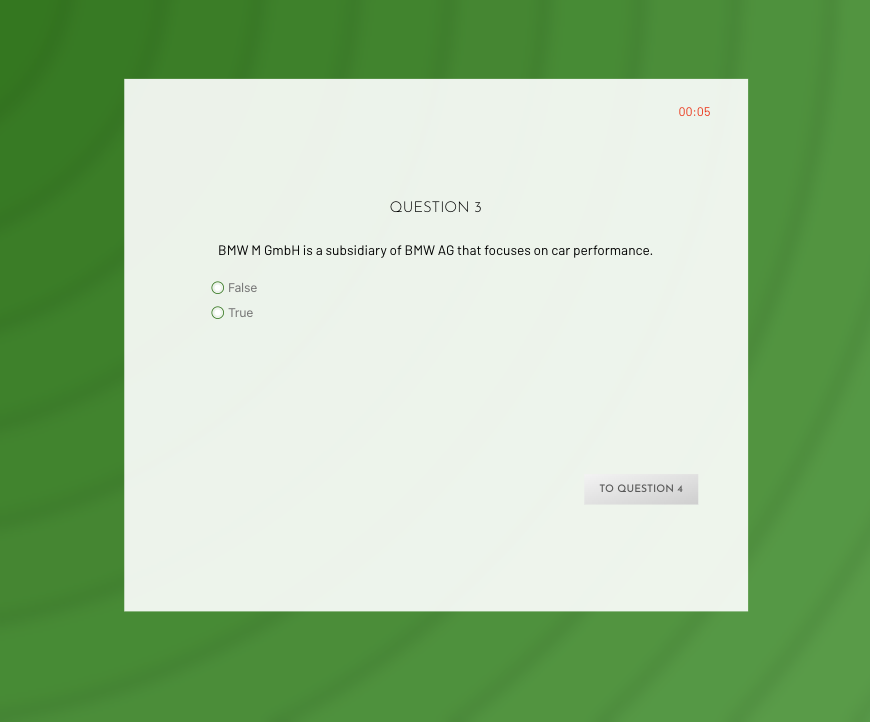 00:05
QUESTION 3
BMW M GmbH is a subsidiary of BMW AG that focuses on car performance.
False
True
TO QUESTION 4